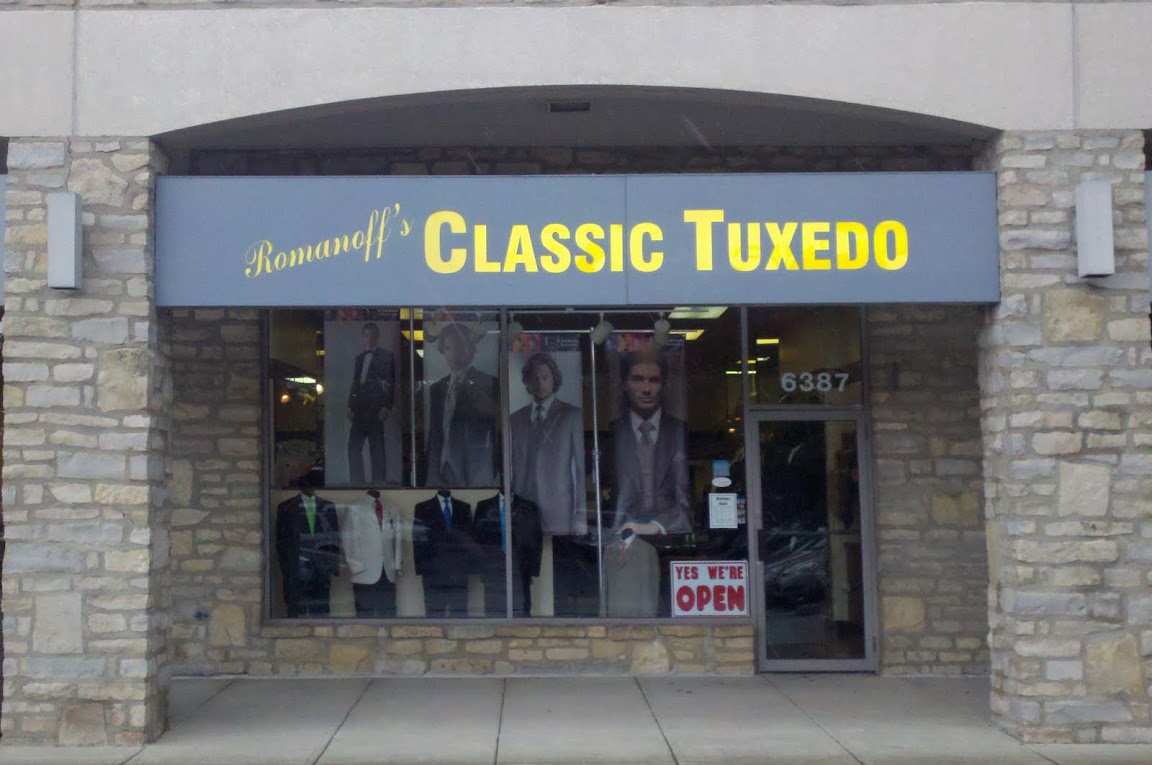 Romanoff's CLASSIC TUXEDO
6387
YES WE'RE
OPEN